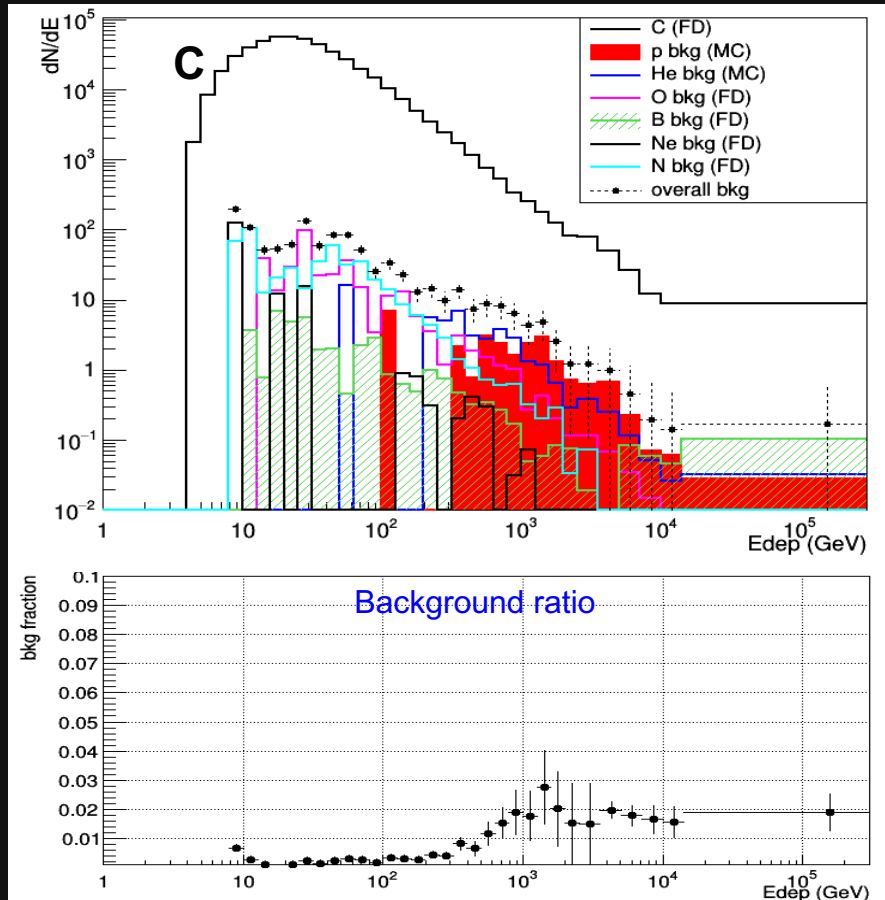 dN/dE
10^5
10^4
10^3
10^2
10
1
10^−1
10^−2
C
C (FD)
p bkg (MC)
He bkg (MC)
O bkg (FD)
B bkg (FD)
Ne bkg (FD)
N bkg (FD)
overall bkg
1 10 10^2 10^3 10^4 10^5
Edep (GeV)
bkg fraction
Background ratio
0.1
0.09
0.08
0.07
0.06
0.05
0.04
0.03
0.02
0.01
1 10 10^2 10^3 10^4 10^5
Edep (GeV)